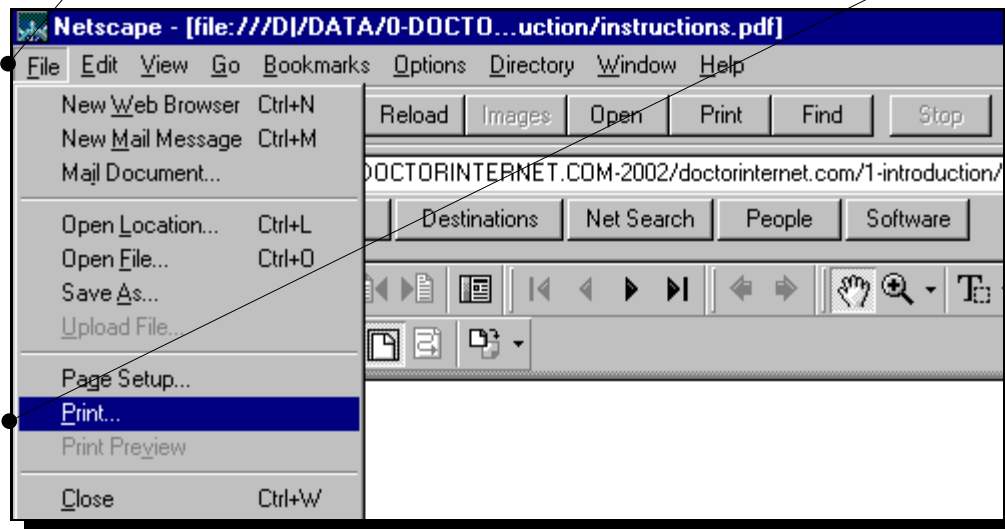 Netscape - [file:///D|/DATA/0-DOCTO...uction/instructions.pdf]
File Edit View Go Bookmarks Options Directory Window Help
New Web Browser Ctrl+N
New Mail Message Ctrl+M
Mail Document...
Open Location... Ctrl+L
Open File... Ctrl+O
Save As...
Upload File...
Page Setup...
Print...
Print Preview
Close Ctrl+W
Reload Images Open Print Find Stop
DOCTORINTERNET.COM-2002/doctorinternet.com/1-introduction/
Destinations Net Search People Software
T